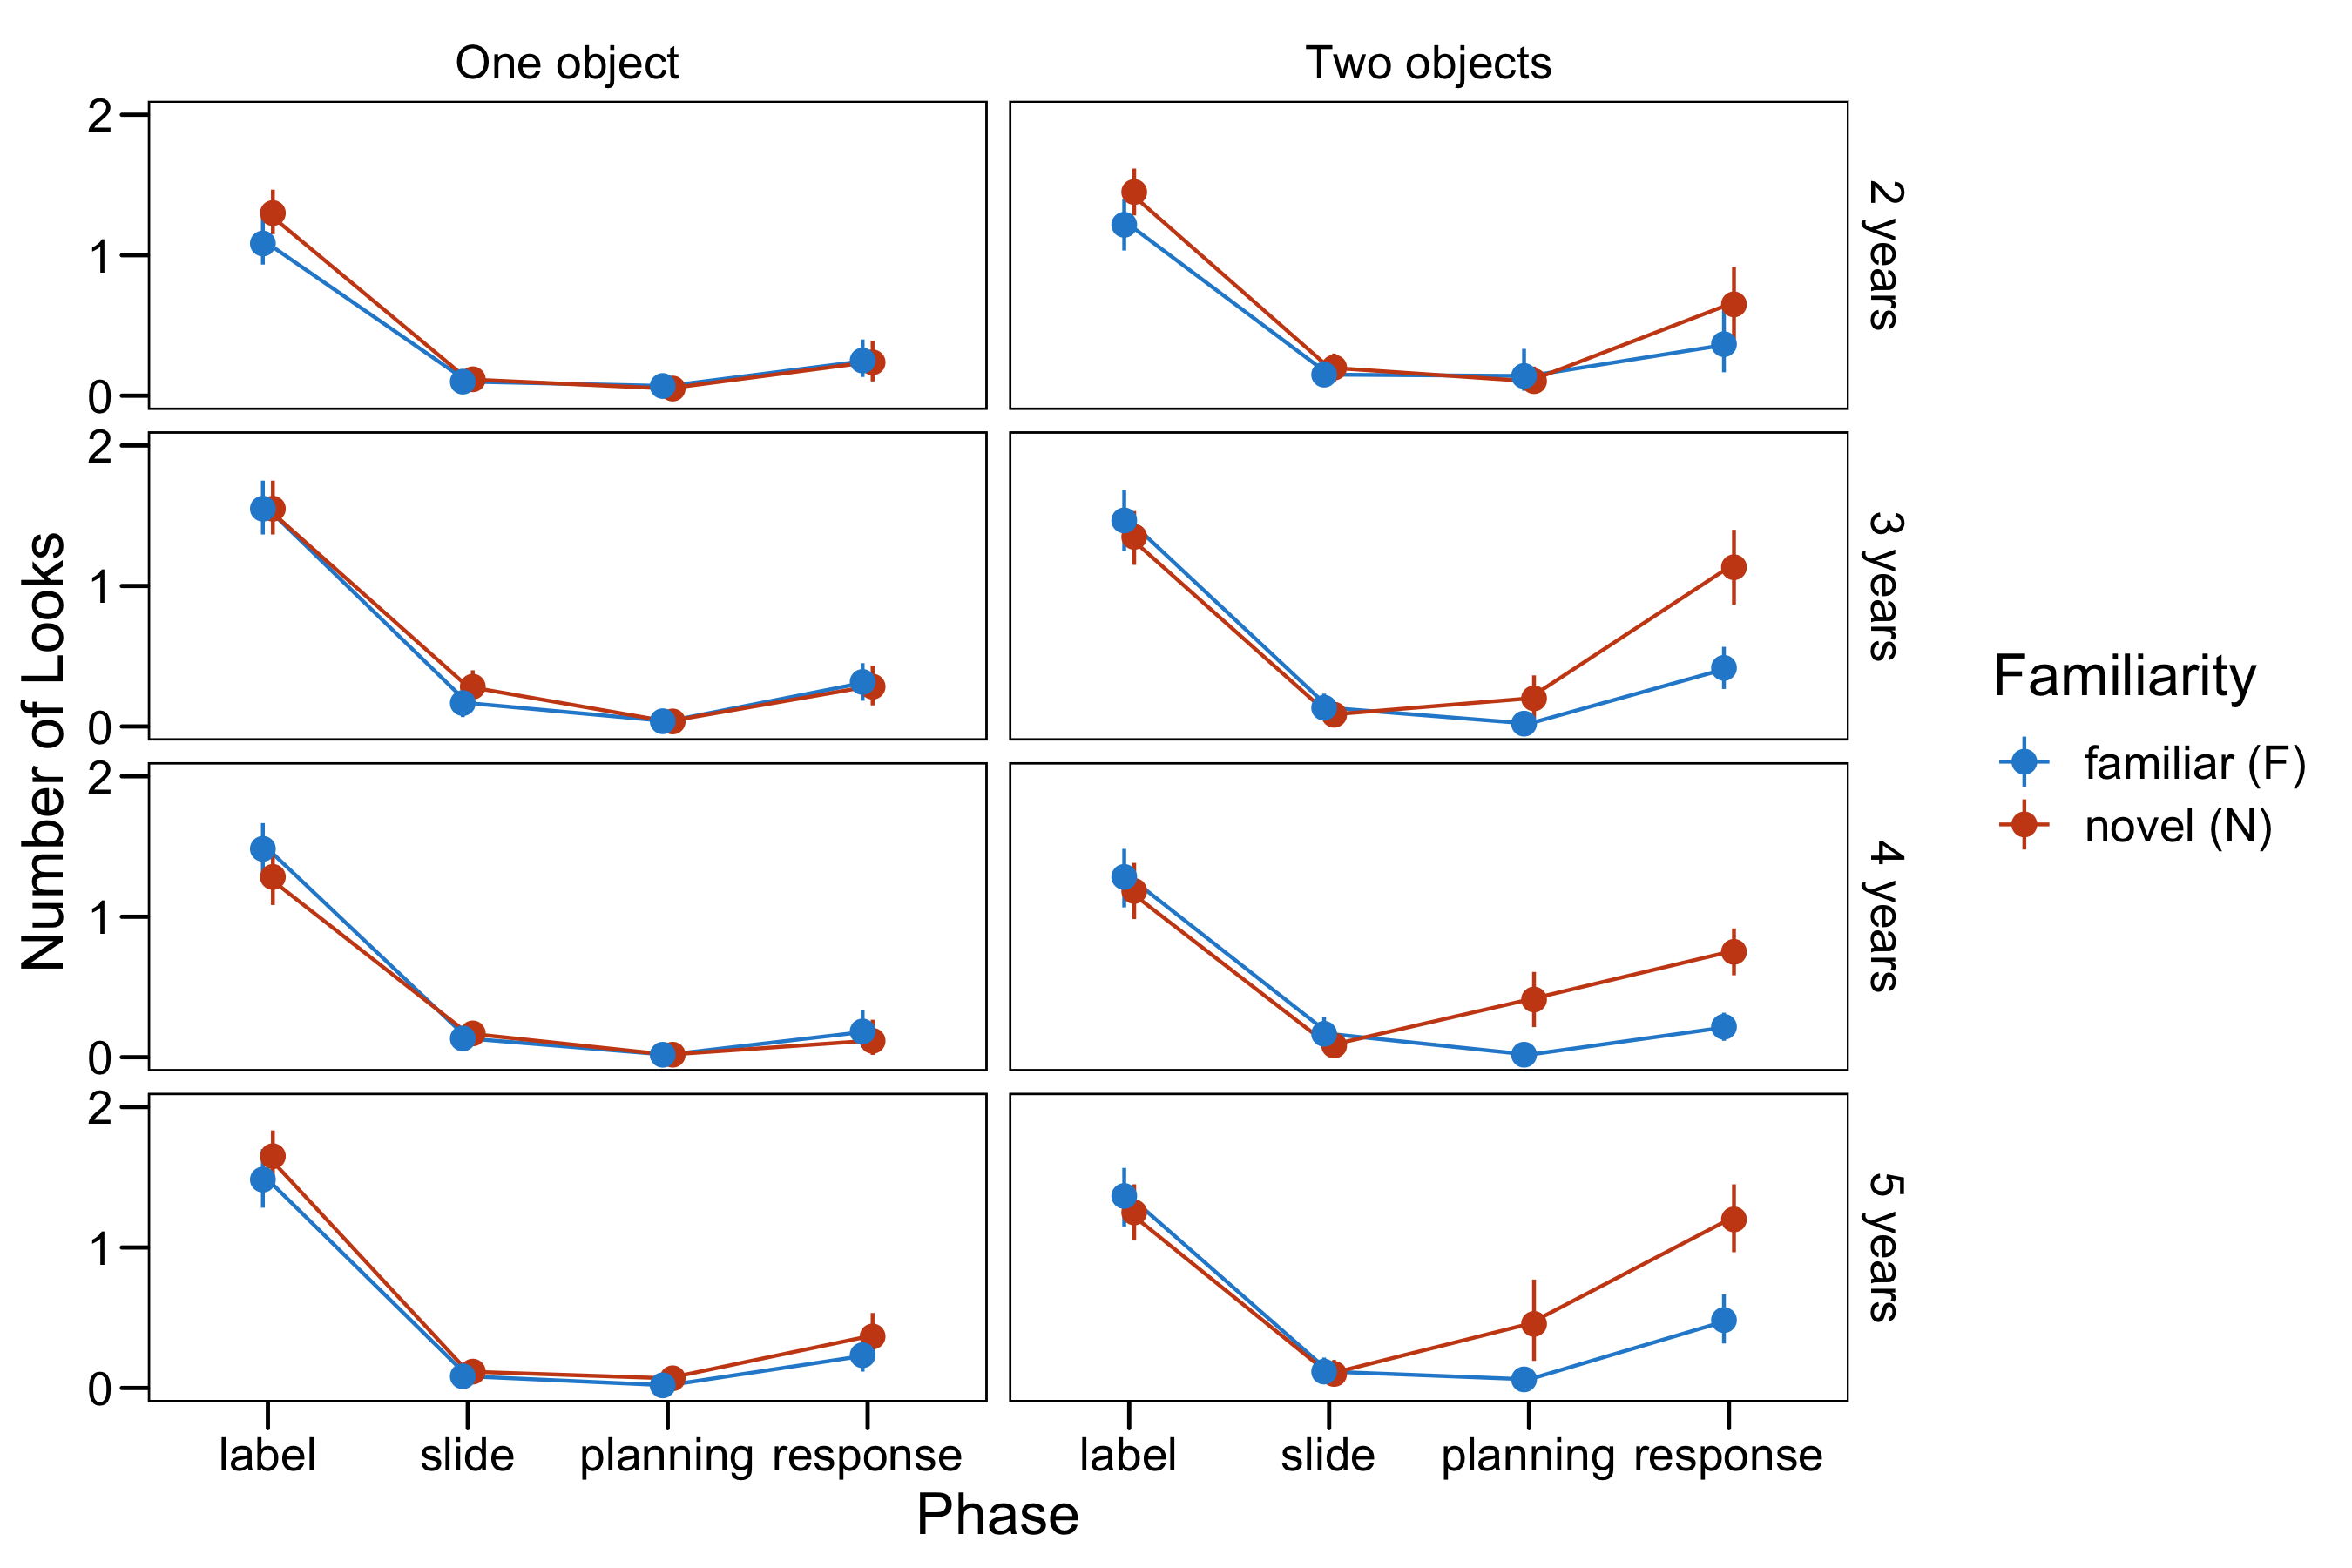 One object
Two objects
2
1
0
2 years
2
1
0
3 years
2
1
0
4 years
2
1
0
5 years
label slide planning response
label slide planning response
Phase
Number of Looks
Familiarity
familiar (F)
novel (N)